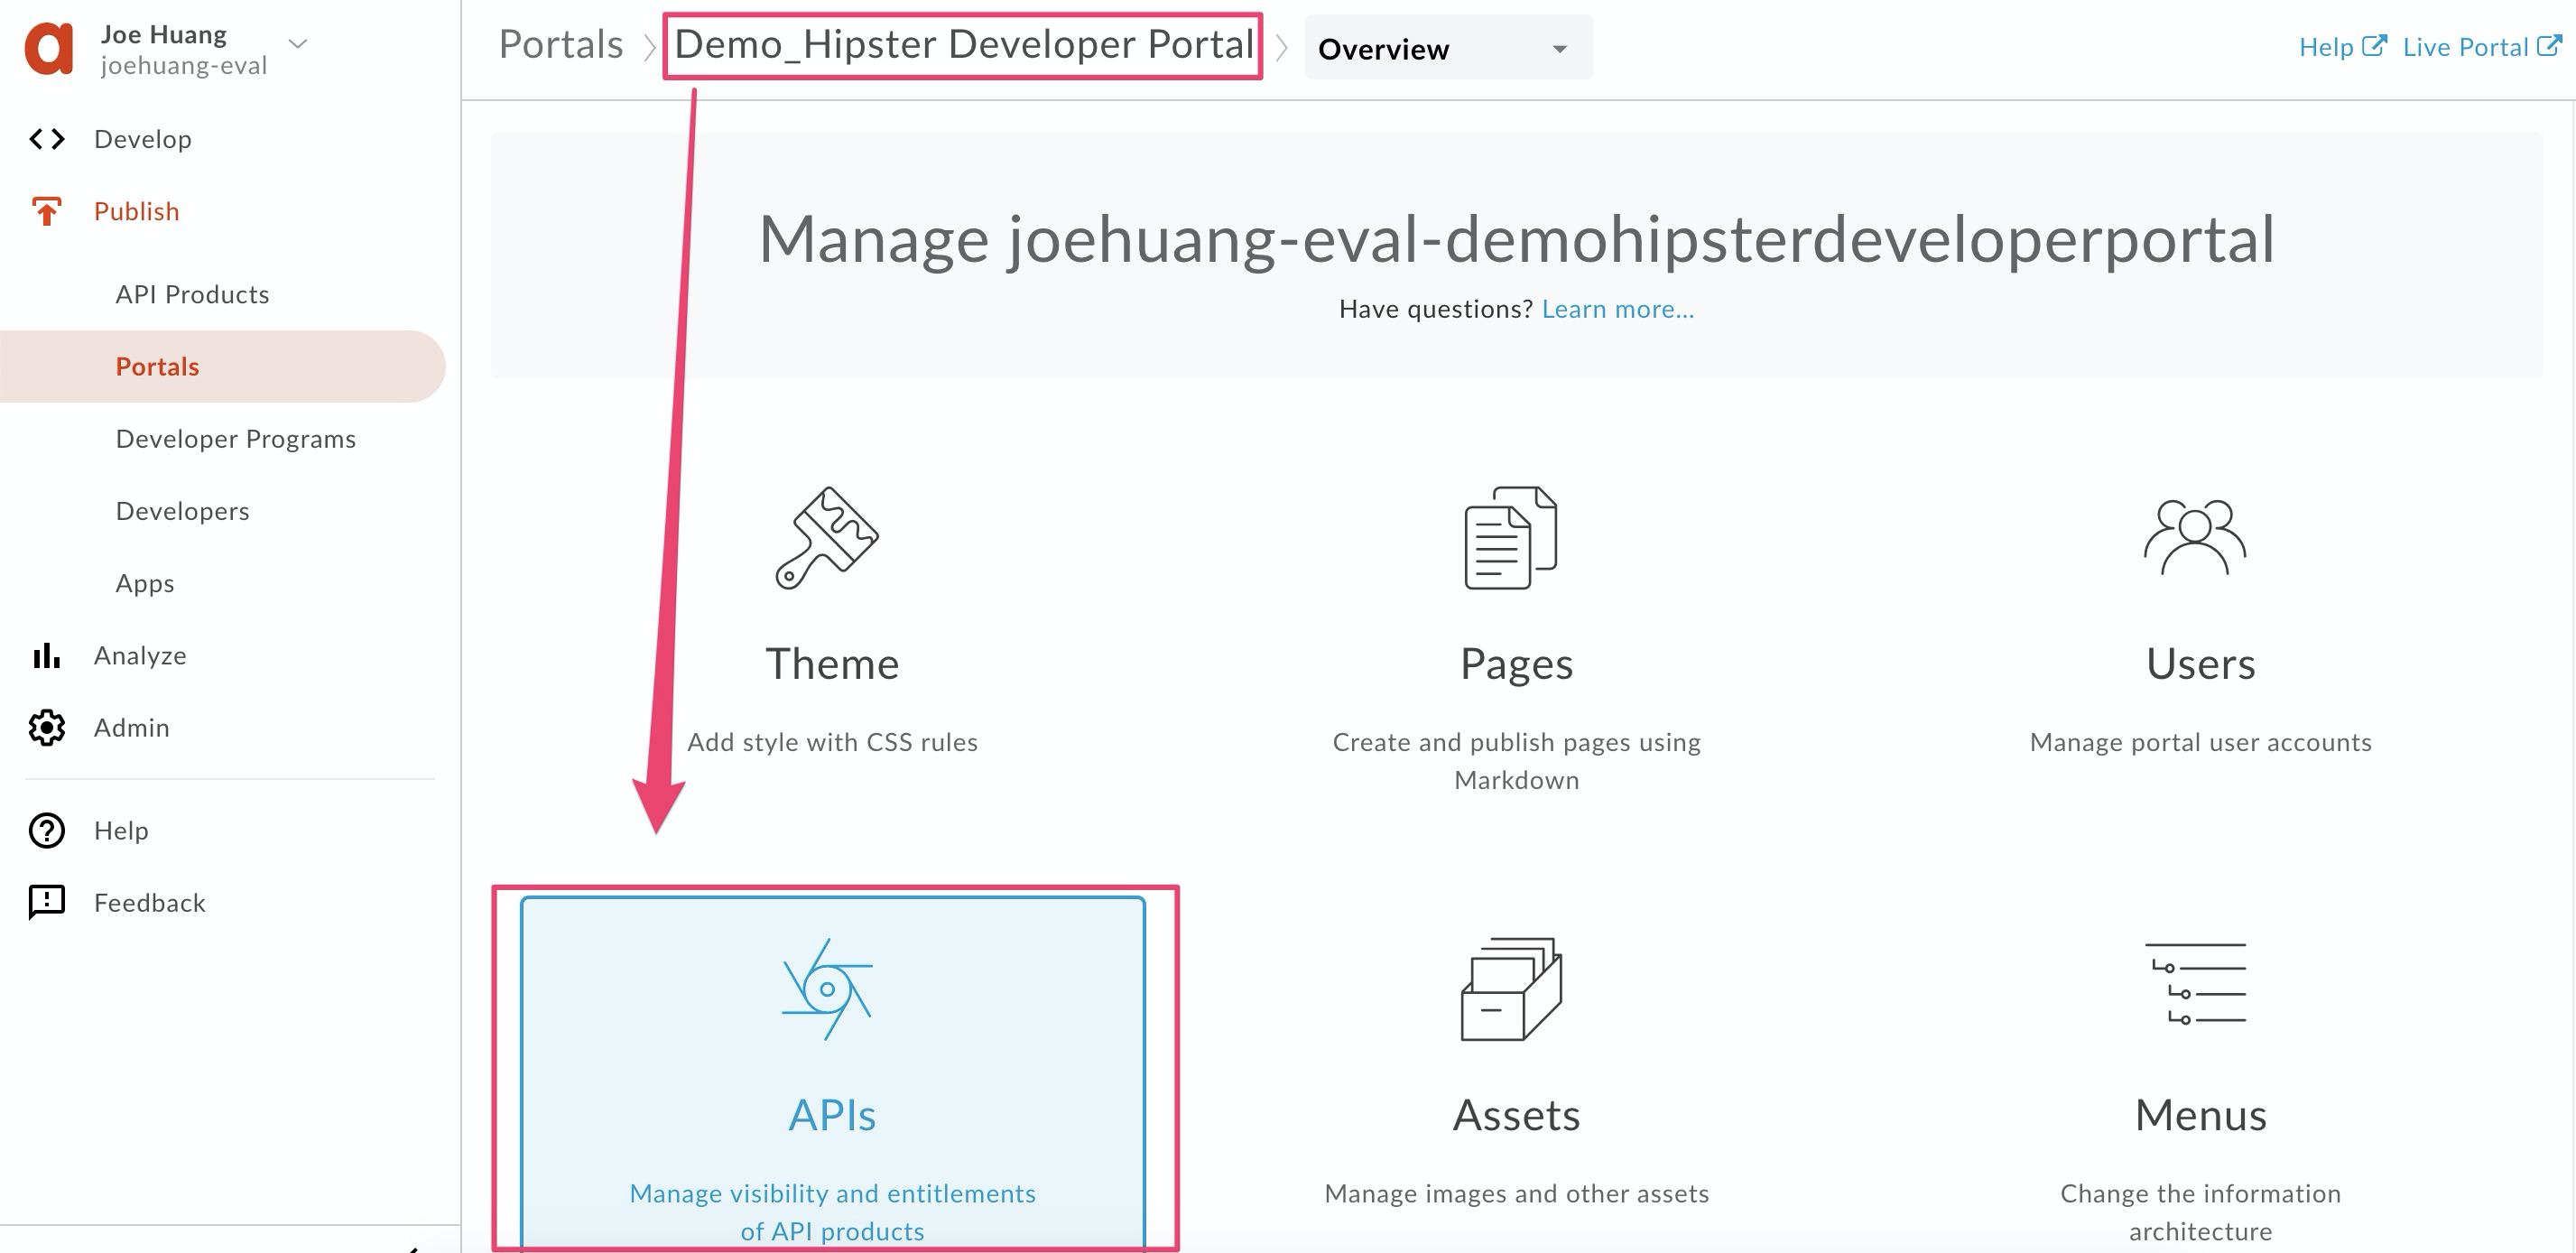 Joe Huang
joehuang-eval
Develop
Publish
API Products
Portals
Developer Programs
Developers
Apps
Analyze
Admin
Help
Feedback
Portals
Demo_Hipster Developer Portal
Overview
Help
Live Portal
Manage joehuang-eval-demohipsterdeveloperportal
Have questions? Learn more...
Theme
Add style with CSS rules
Pages
Create and publish pages using
Markdown
Users
Manage portal user accounts
APIs
Manage visibility and entitlements
of API products
Assets
Manage images and other assets
Menus
Change the information
architecture